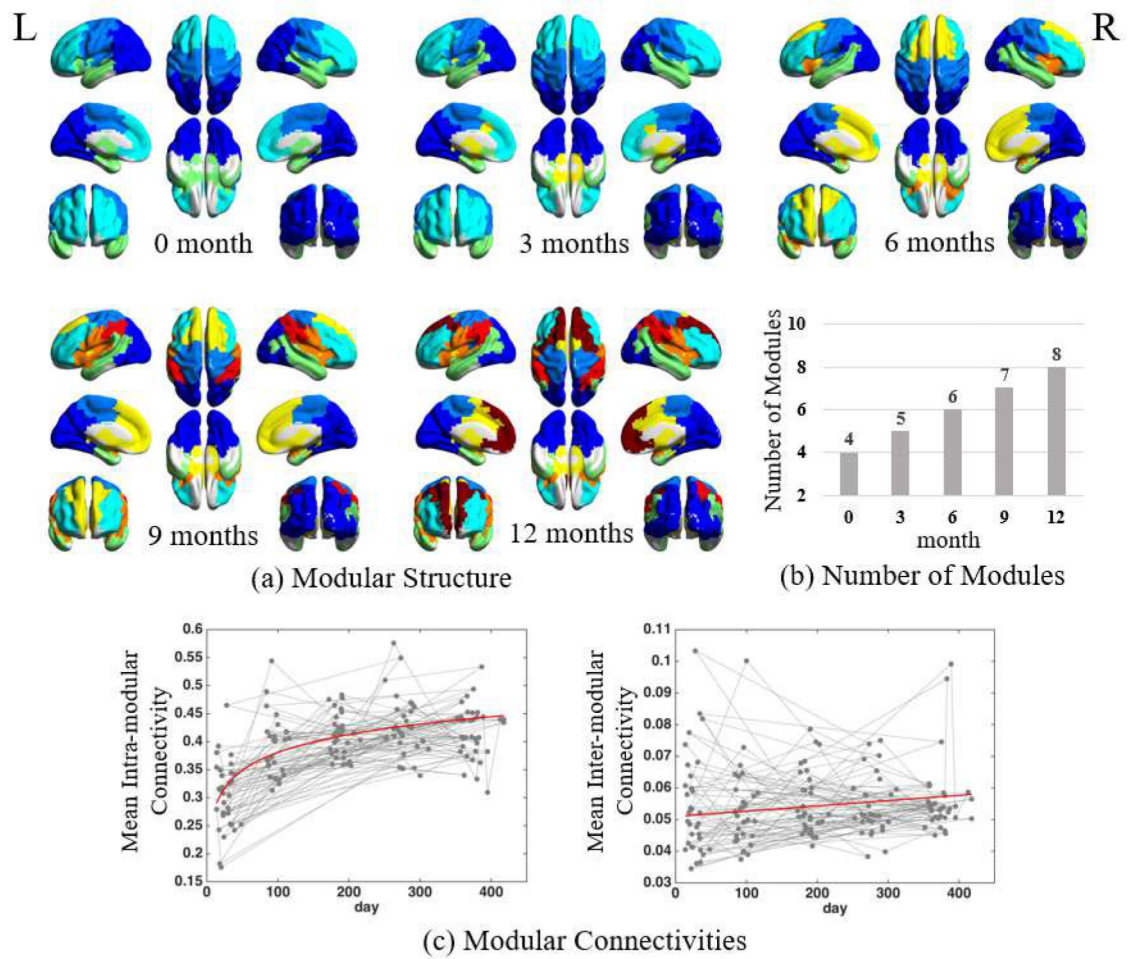 L
R
0 month
3 months
6 months
9 months
12 months
(a) Modular Structure
Number of Modules
10
8
6
4
2
4
5
6
7
8
0 3 6 9 12
month
(b) Number of Modules
Mean Intra-modular
Connectivity
0.6
0.55
0.5
0.45
0.4
0.35
0.3
0.25
0.2
0.15
0 100 200 300 400
day
Mean Inter-modular
Connectivity
0.11
0.1
0.09
0.08
0.07
0.06
0.05
0.04
0.03
0 100 200 300 400
day
(c) Modular Connectivities